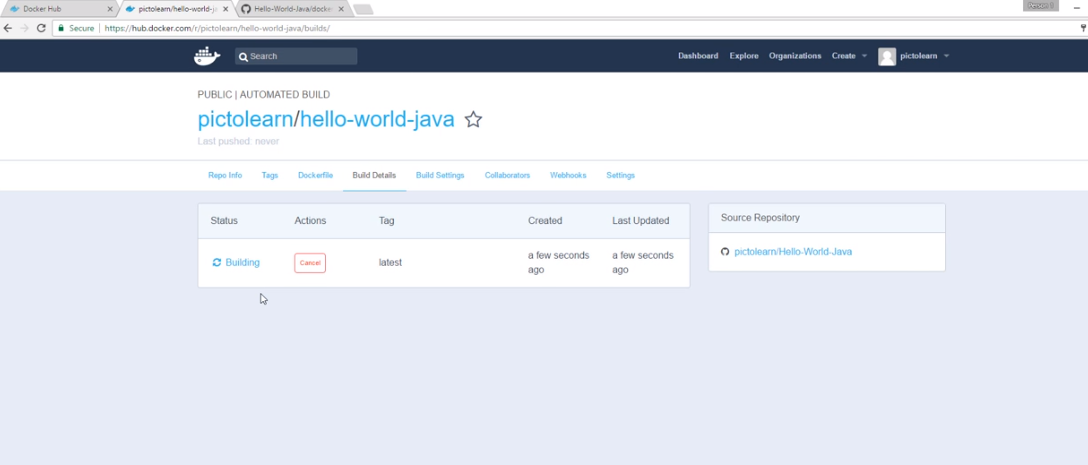 Docker Hub
pictolearn/hello-world-ja
Hello-World-Java/docker
Person 1
Secure
https://hub.docker.com/r/pictolearn/hello-world-java/builds/
Search
Dashboard
Explore
Organizations
Create
pictolearn
PUBLIC | AUTOMATED BUILD
pictolearn/hello-world-java
Last pushed: never
Repo Info
Tags
Dockerfile
Build Details
Build Settings
Collaborators
Webhooks
Settings
Status
Actions
Tag
Created
Last Updated
Building
Cancel
latest
a few seconds
ago
a few seconds
ago
Source Repository
pictolearn/Hello-World-Java